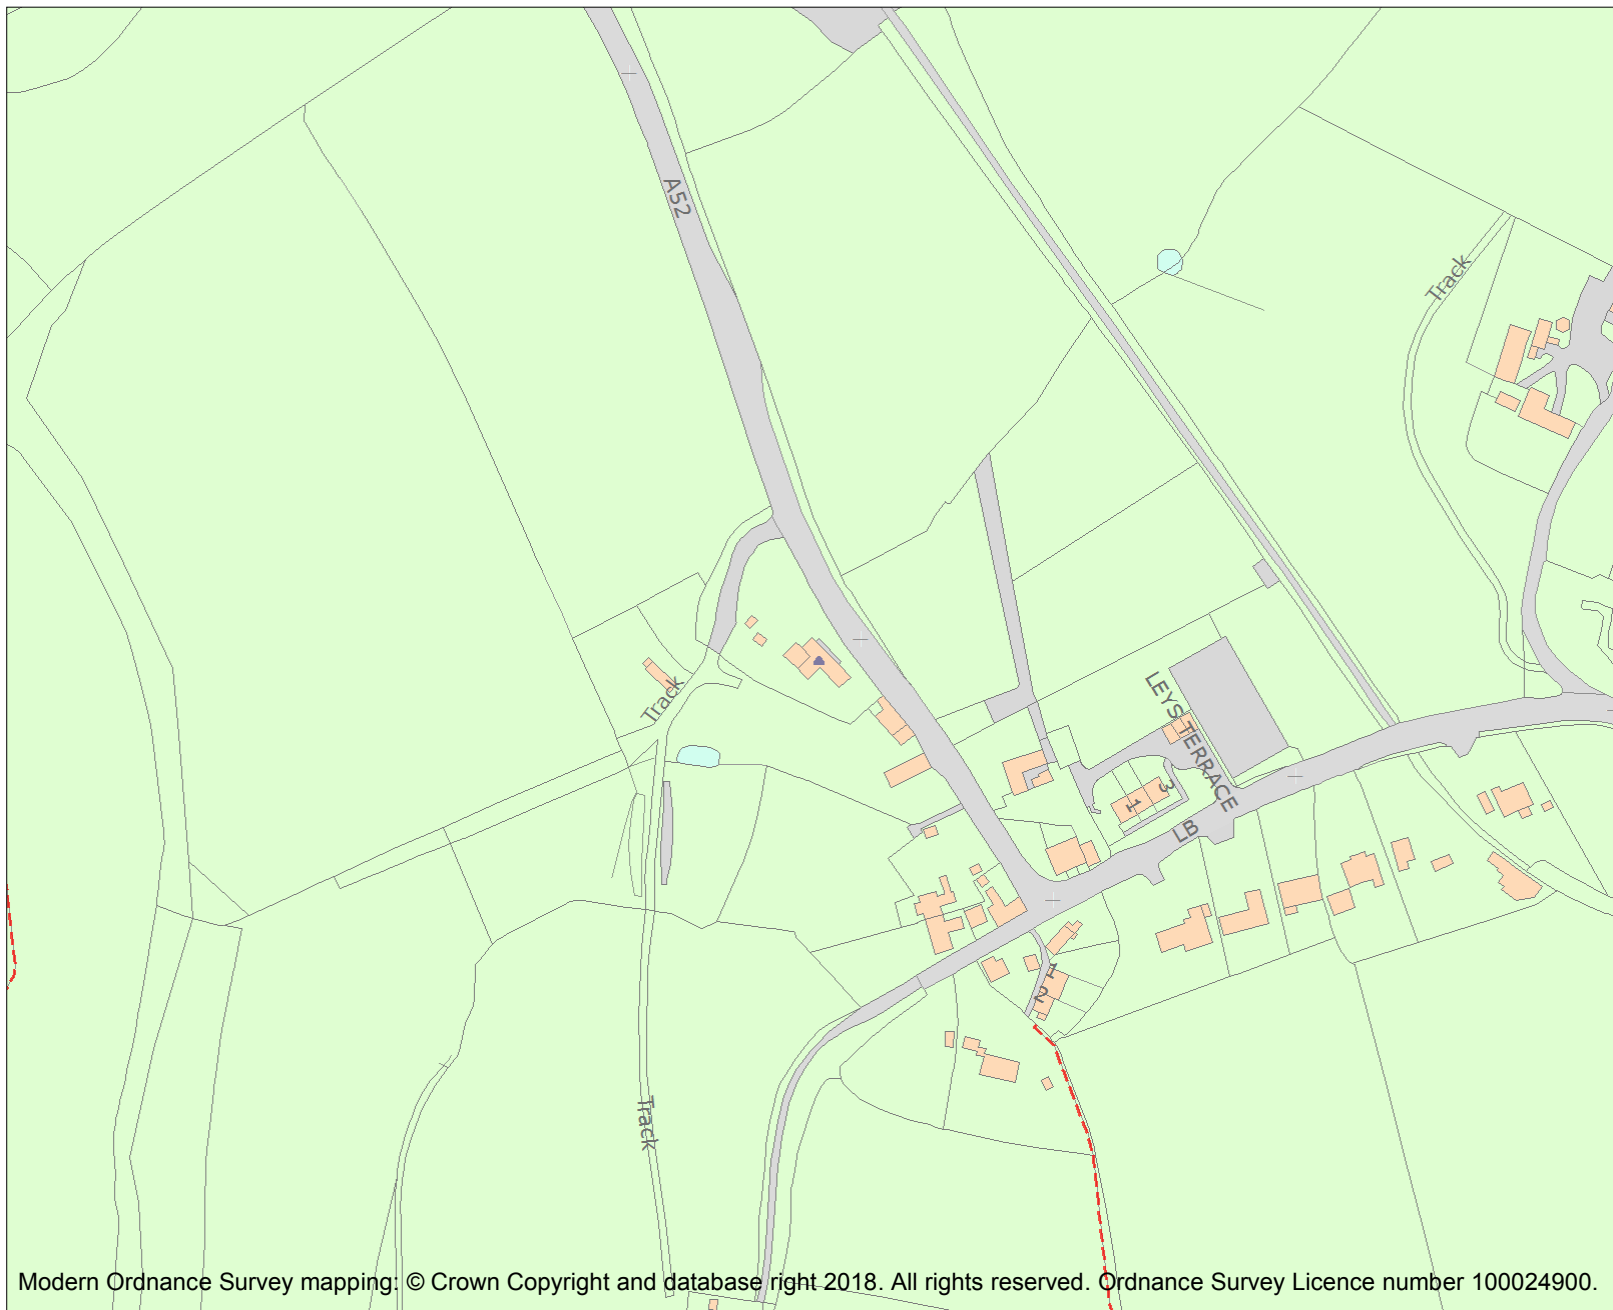 A52
Track
LEYS TERRACE
Track
3
1
LB
1
2
Track
Modern Ordnance Survey mapping: © Crown Copyright and database right 2018. All rights reserved. Ordnance Survey Licence number 100024900.